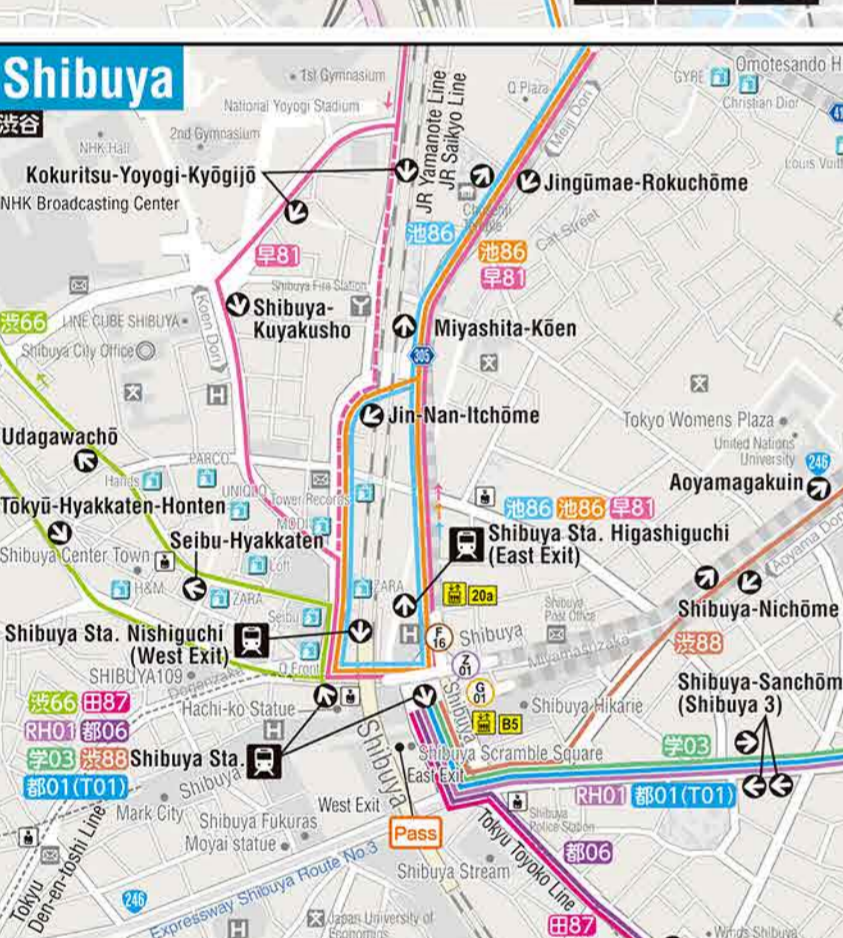 Shibuya
渋谷
1st Gymnasium
National Yoyogi Stadium
2nd Gymnasium
NHK Hall
Kokuritsu-Yoyogi-Kyōgijō
NHK Broadcasting Center
JR Yamanote Line
JR Saikyo Line
Q Plaza
Meiji Dori
GYRE
Omotesando H
Christian Dior
41
Louis Vuit
Jingūmae-Rokuchōme
Cat Street
池86
池86
早81
早81
Shibuya Fire Station
Shibuya-
Kuyakusho
渋66
LINE CUBE SHIBUYA
Koen Dori
Shibuya City Office
Miyashita-Kōen
305
Jin-Nan-Itchōme
Tokyo Womens Plaza
United Nations
University
246
Aoyamagakuin
Aoyama Dori
Udagawachō
Hands
PARCO
UNIQLO
Tower Records
MODI
Tōkyū-Hyakkaten-Honten
Shibuya Center Town
Seibu-Hyakkaten
Loft
H&M
ZARA
ZARA
Seibu
池86 池86 早81
Shibuya Sta. Higashiguchi
(East Exit)
20a
Shibuya Sta. Nishiguchi
(West Exit)
Q Front
F
16
Shibuya
Z
01
G
01
Shibuya
Post Office
Miyamasuzaka
Shibuya-Nichōme
渋88
SHIBUYA109
Dogenzaka
Hachi-ko Statue
Shibuya
B5
Shibuya Hikarie
Shibuya-Sanchōm
(Shibuya 3)
渋66 田87
RH01 都06
学03 渋88
都01(T01)
Shibuya Sta.
Shibuya
Shibuya
Shibuya Scramble Square
East Exit
学03
RH01 都01(T01)
Mark City
West Exit
Shibuya Fukuras
Moyai statue
Pass
Shibuya
Police Station
都06
Tokyu Toyoko Line
Shibuya Stream
Tokyu
Den-en-toshi Line
246
Expressway Shibuya Route No.3
Japan University of
Economics
田87
Wins Shibuya